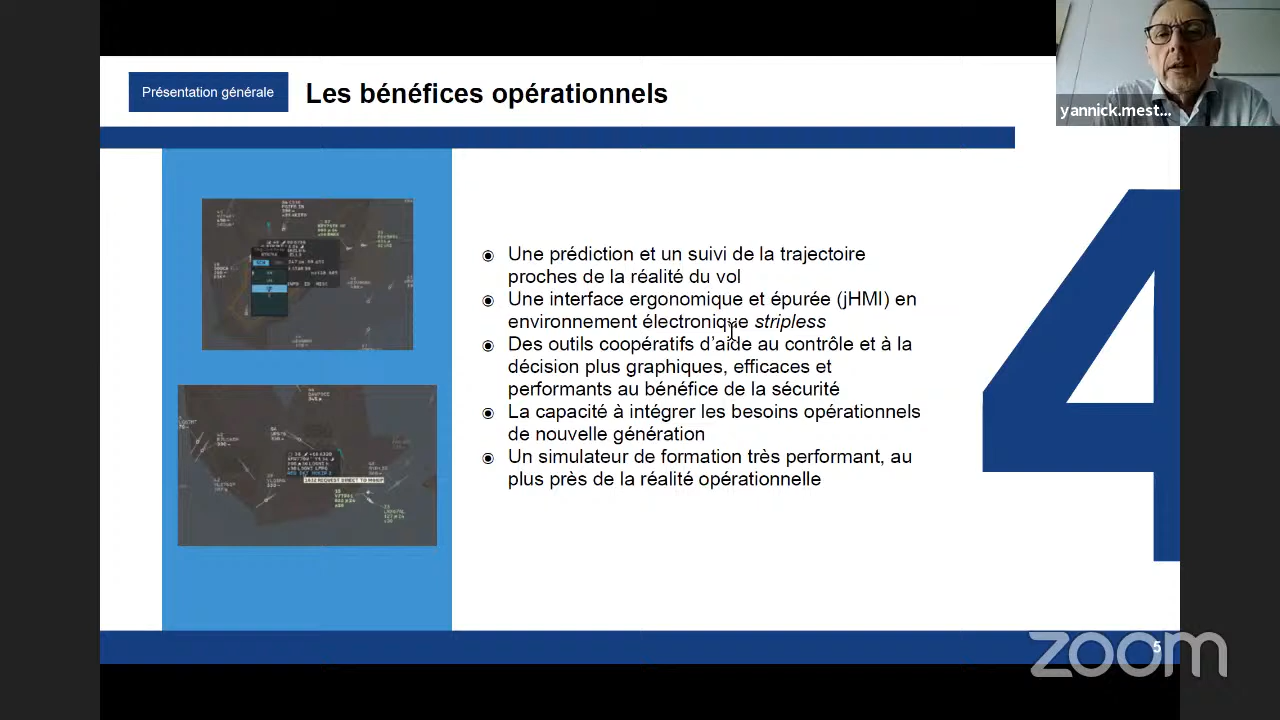 Présentation générale
Les bénéfices opérationnels
yannick.mest...
Une prédiction et un suivi de la trajectoire
proches de la réalité du vol
Une interface ergonomique et épurée (jHMI) en
environnement électronique stripless
Des outils coopératifs d'aide au contrôle et à la
décision plus graphiques, efficaces et
performants au bénéfice de la sécurité
La capacité à intégrer les besoins opérationnels
de nouvelle génération
Un simulateur de formation très performant, au
plus près de la réalité opérationnelle
4
5
zoom